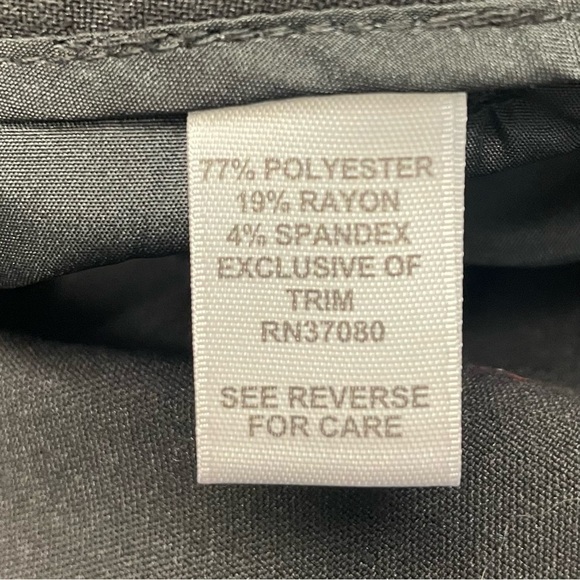 77% POLYESTER
19% RAYON
4% SPANDEX
EXCLUSIVE OF
TRIM
RN37080
SEE REVERSE
FOR CARE